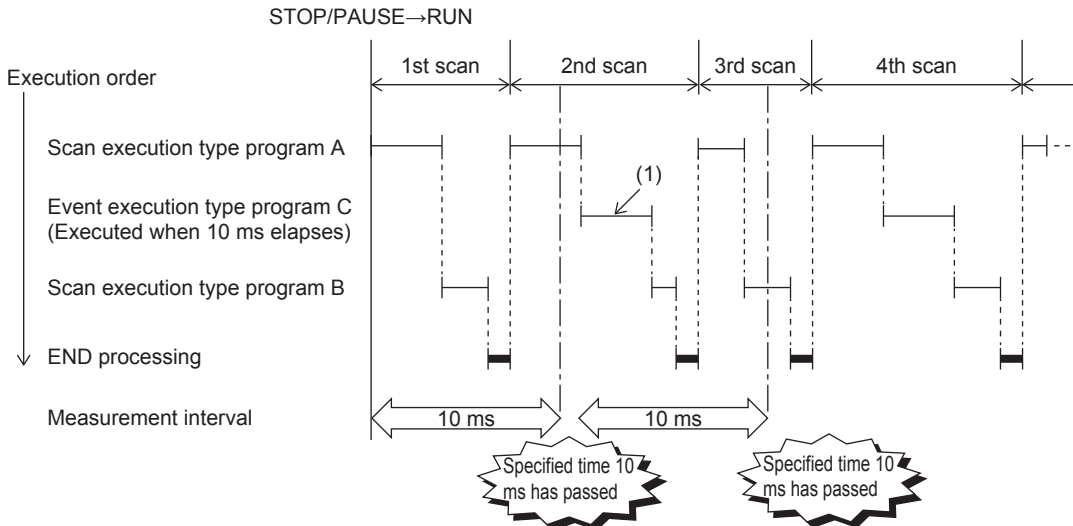 STOP/PAUSE→RUN
Execution order
1st scan
2nd scan
3rd scan
4th scan
Scan execution type program A
(1)
Event execution type program C
(Executed when 10 ms elapses)
Scan execution type program B
END processing
Measurement interval
10 ms
10 ms
Specified time 10
ms has passed
Specified time 10
ms has passed